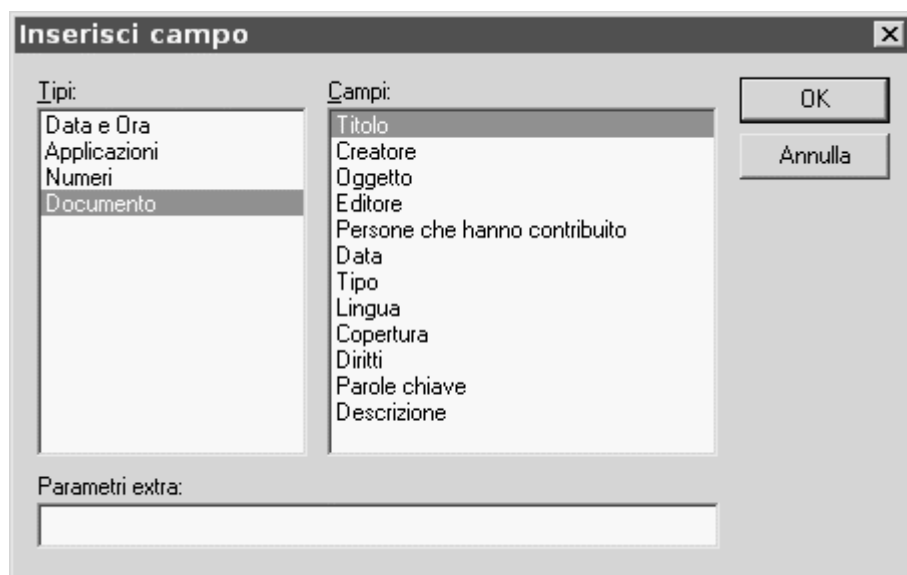 Inserisci campo
Tipi:
Data e Ora
Applicazioni
Numeri
Documento
Campi:
Titolo
Creatore
Oggetto
Editore
Persone che hanno contribuito
Data
Tipo
Lingua
Copertura
Diritti
Parole chiave
Descrizione
OK
Annulla
Parametri extra: